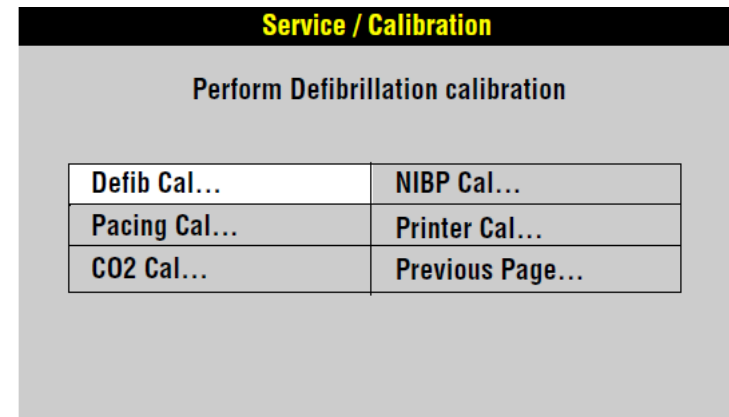 Service / Calibration
Perform Defibrillation calibration
Defib Cal...
NIBP Cal...
Pacing Cal...
Printer Cal...
CO2 Cal...
Previous Page...